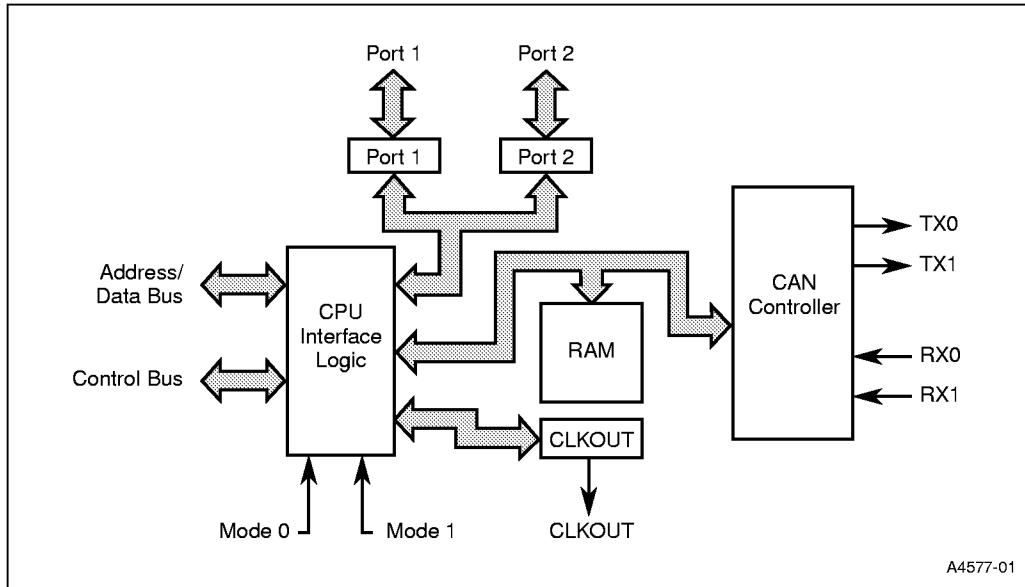 Port 1
Port 2
Port 1
Port 2
Address/
Data Bus
Control Bus
CPU
Interface
Logic
RAM
CLKOUT
CLKOUT
Mode 0
Mode 1
CAN
Controller
TX0
TX1
RX0
RX1
A4577-01